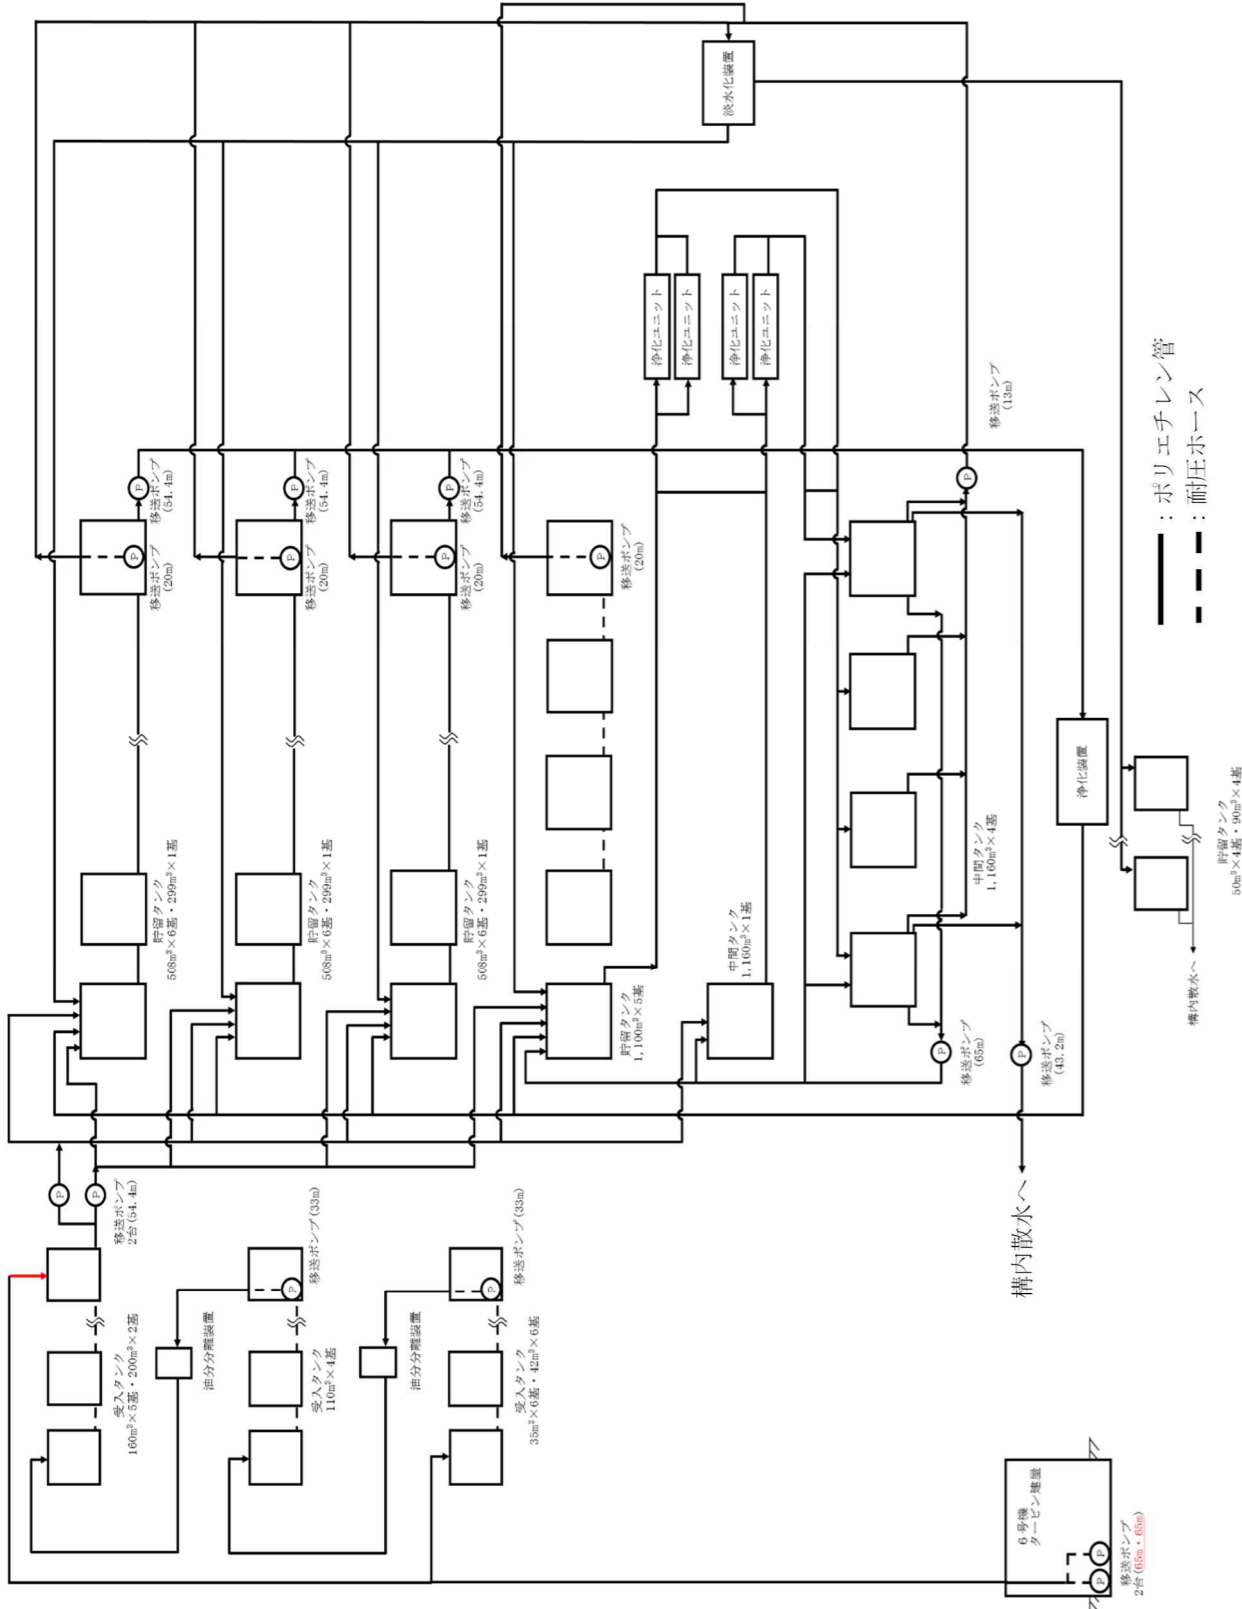 6号機
タービン建屋
移送ポンプ
2台(65m・65m)
受入タンク
160m³×5基・200m³×2基
油分分離装置
受入タンク
110m³×4基
移送ポンプ(33m)
油分分離装置
受入タンク
35m³×6基・42m³×6基
移送ポンプ(33m)
P
P
P
P
P
P
移送ポンプ
2台(54.4m)
貯留タンク
508m³×6基・299m³×1基
貯留タンク
508m³×6基・299m³×1基
貯留タンク
508m³×6基・299m³×1基
貯留タンク
1,100m³×5基
中間タンク
1,160m³×1基
中間タンク
1,160m³×4基
P
移送ポンプ
(65m)
P
移送ポンプ
(43.2m)
構内散水へ
P
移送ポンプ
(20m)
P
移送ポンプ
(54.4m)
P
移送ポンプ
(20m)
P
移送ポンプ
(54.4m)
P
移送ポンプ
(20m)
P
移送ポンプ
(54.4m)
P
移送ポンプ
(20m)
P
移送ポンプ
(13m)
浄化ユニット
浄化ユニット
浄化ユニット
浄化ユニット
淡水化装置
浄化装置
貯留タンク
50m³×4基・90m³×4基
構内散水へ
:ポリエチレン管
:耐圧ホース